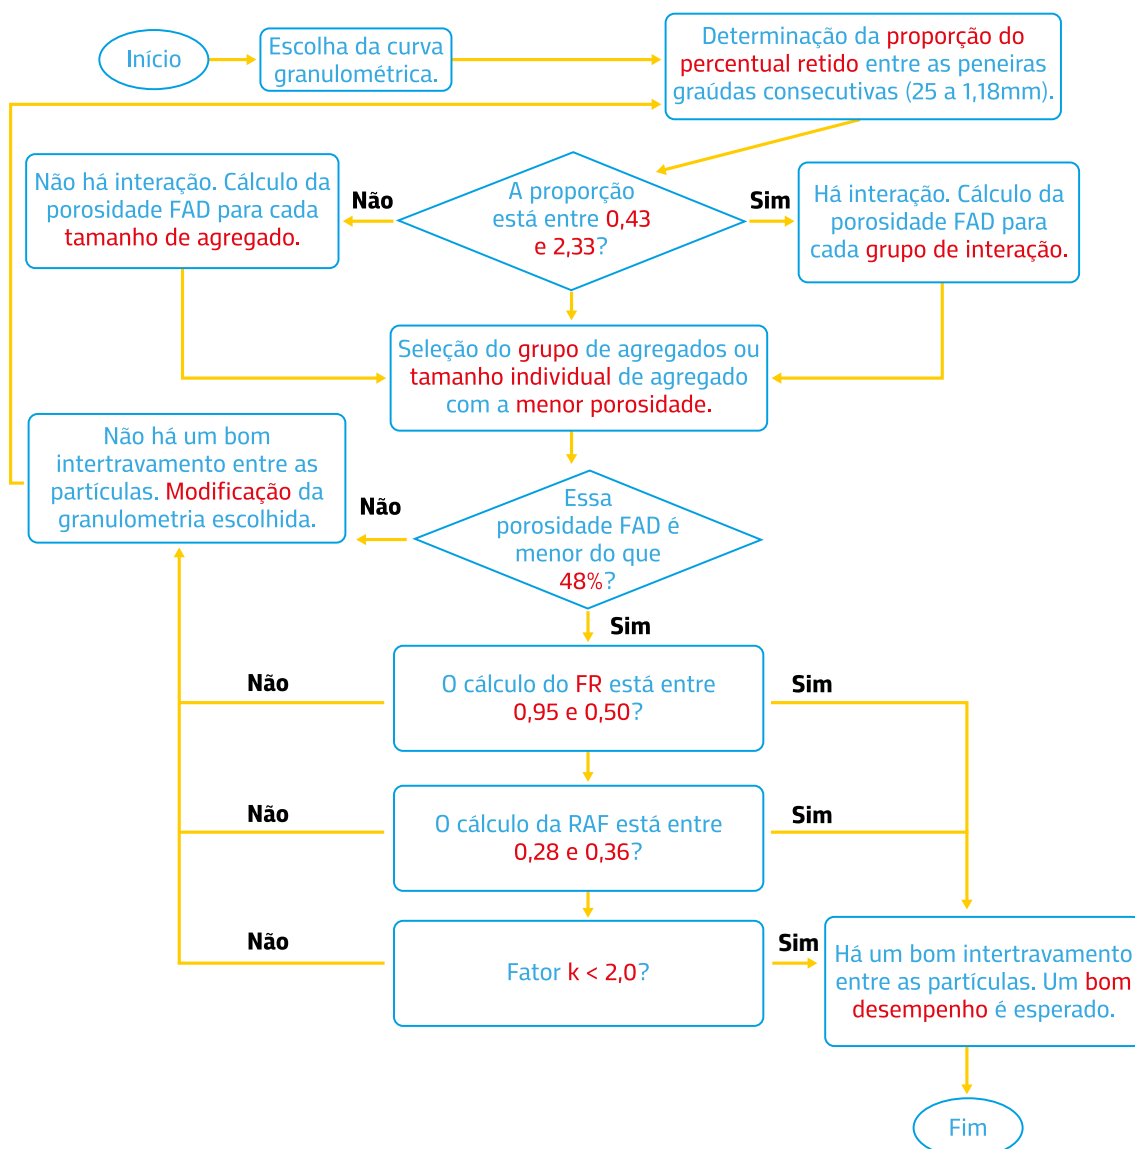 Início
Escolha da curva
granulométrica.
Determinação da proporção do
percentual retido entre as peneiras
graúdas consecutivas (25 a 1,18mm).
Não há interação. Cálculo da
porosidade FAD para cada
tamanho de agregado.
Não
A proporção
está entre 0,43
e 2,33?
Sim
Há interação. Cálculo da
porosidade FAD para
cada grupo de interação.
Seleção do grupo de agregados ou
tamanho individual de agregado
com a menor porosidade.
Não há um bom
intertravamento entre as
partículas. Modificação da
granulometria escolhida.
Não
Essa
porosidade FAD é
menor do que
48%?
Sim
Não
O cálculo do FR está entre
0,95 e 0,50?
Sim
Não
O cálculo da RAF está entre
0,28 e 0,36?
Sim
Não
Fator k < 2,0?
Sim
Há um bom intertravamento
entre as partículas. Um bom
desempenho é esperado.
Fim